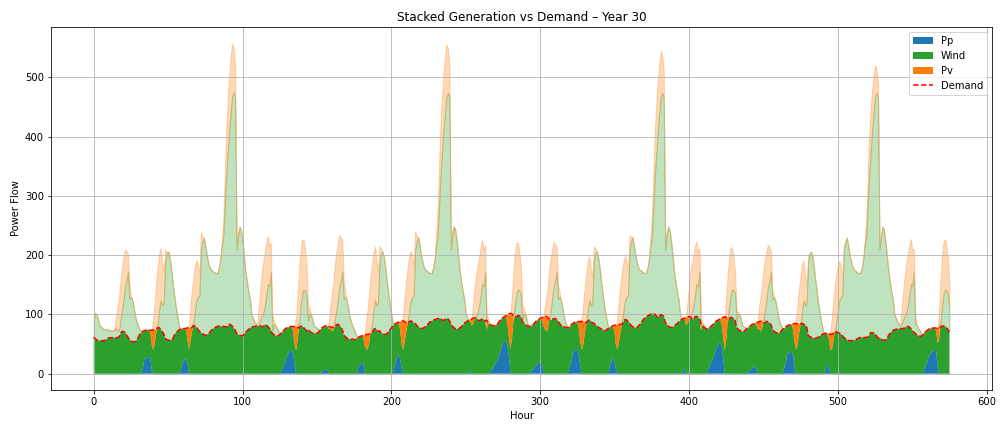 Stacked Generation vs Demand – Year 30
Pp
Wind
Pv
Demand
500
400
300
200
100
0
Power Flow
0 100 200 300 400 500 600
Hour